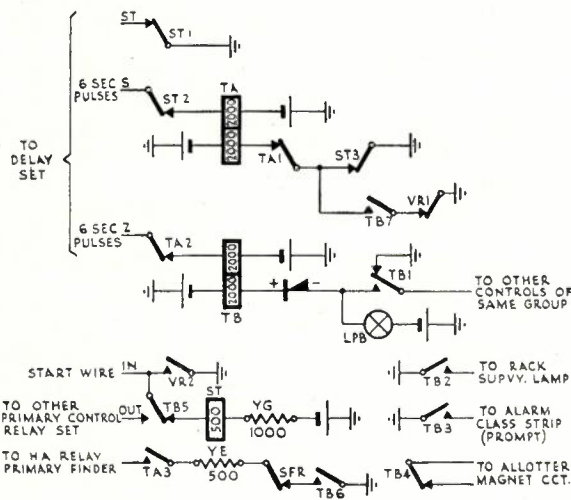 ST
ST1
6 SEC S
PULSES
ST2
TA
2000
2000
TA1
ST3
TO
DELAY
SET
TB7
VR1
6 SEC Z
PULSES
TA2
2000
2000
TB
+
-
TB1
TO OTHER
CONTROLS OF
SAME GROUP
LPB
START WIRE
IN
VR2
TB2
TO RACK
SUPVY. LAMP
TO OTHER
PRIMARY CONTROL
RELAY SET
OUT
TB5
ST
500
YG
1000
TB3
TO ALARM
CLASS STRIP
(PROMPT)
TO HA RELAY
PRIMARY FINDER
TA3
YE
500
SFR
TB6
TB4
TO ALLOTTER
MAGNET CCT.